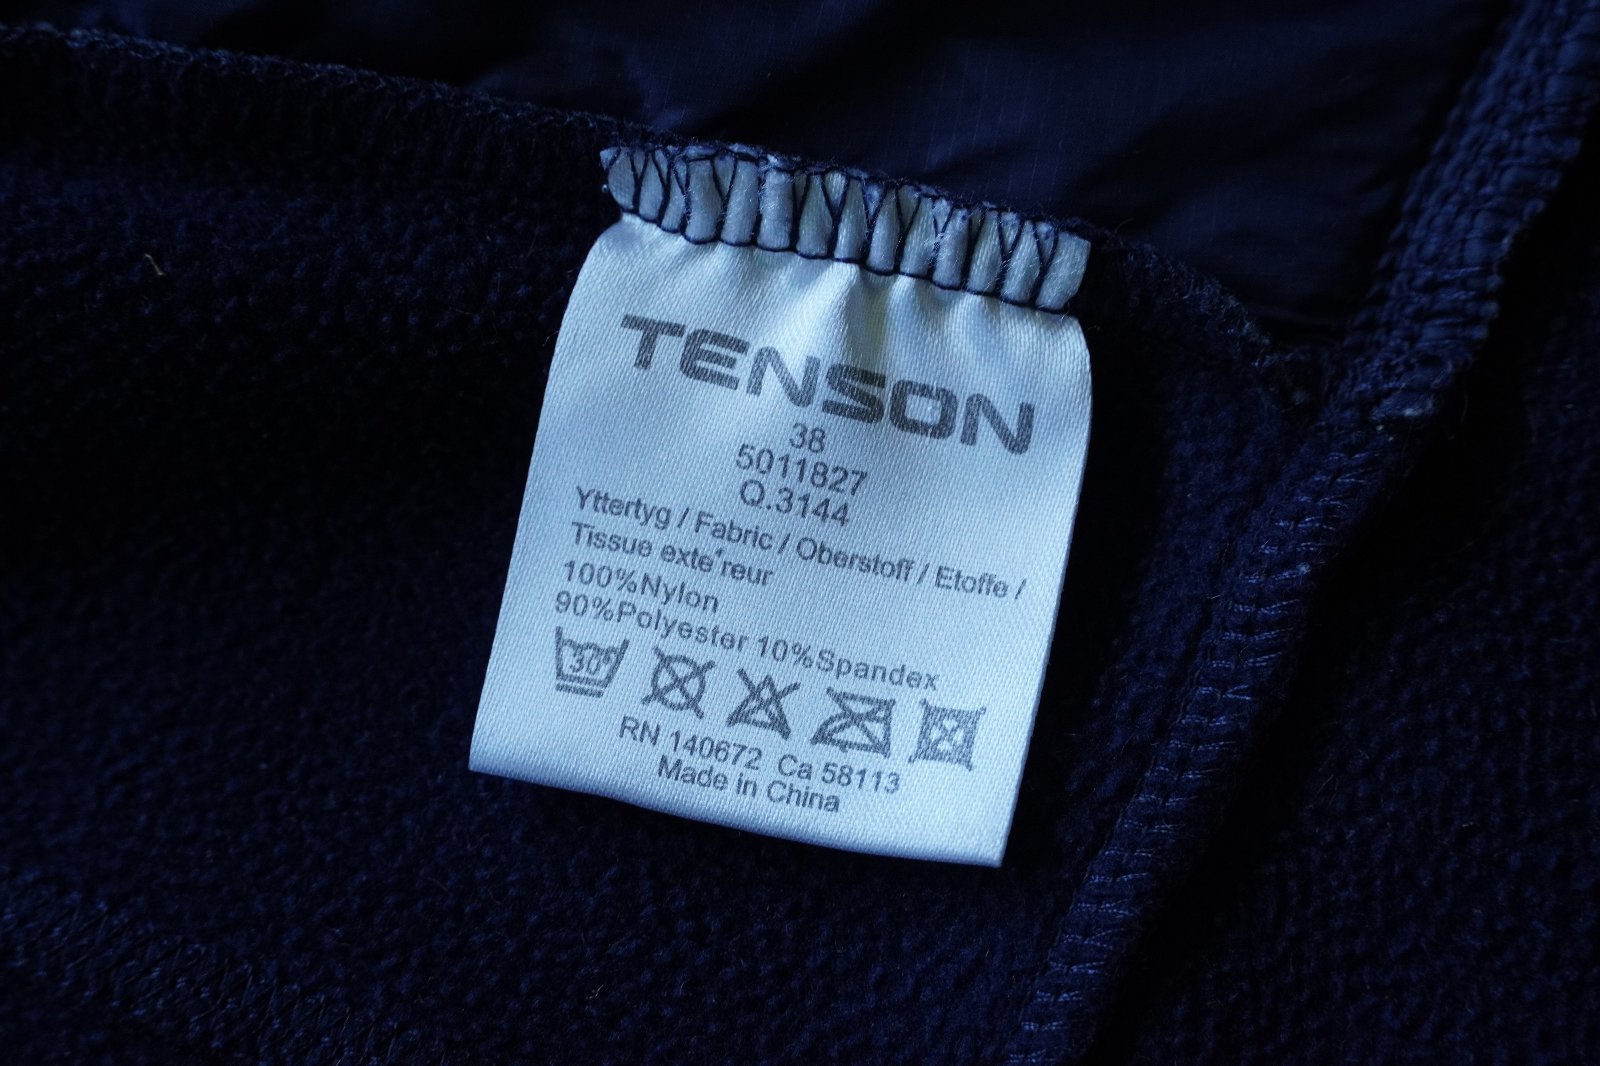 TENSON
38
5011827
Q.3144
Yttertyg / Fabric / Oberstoff / Etoffe /
Tissue exte´reur
100%Nylon
90%Polyester 10%Spandex
30°
RN 140672 Ca 58113
Made in China